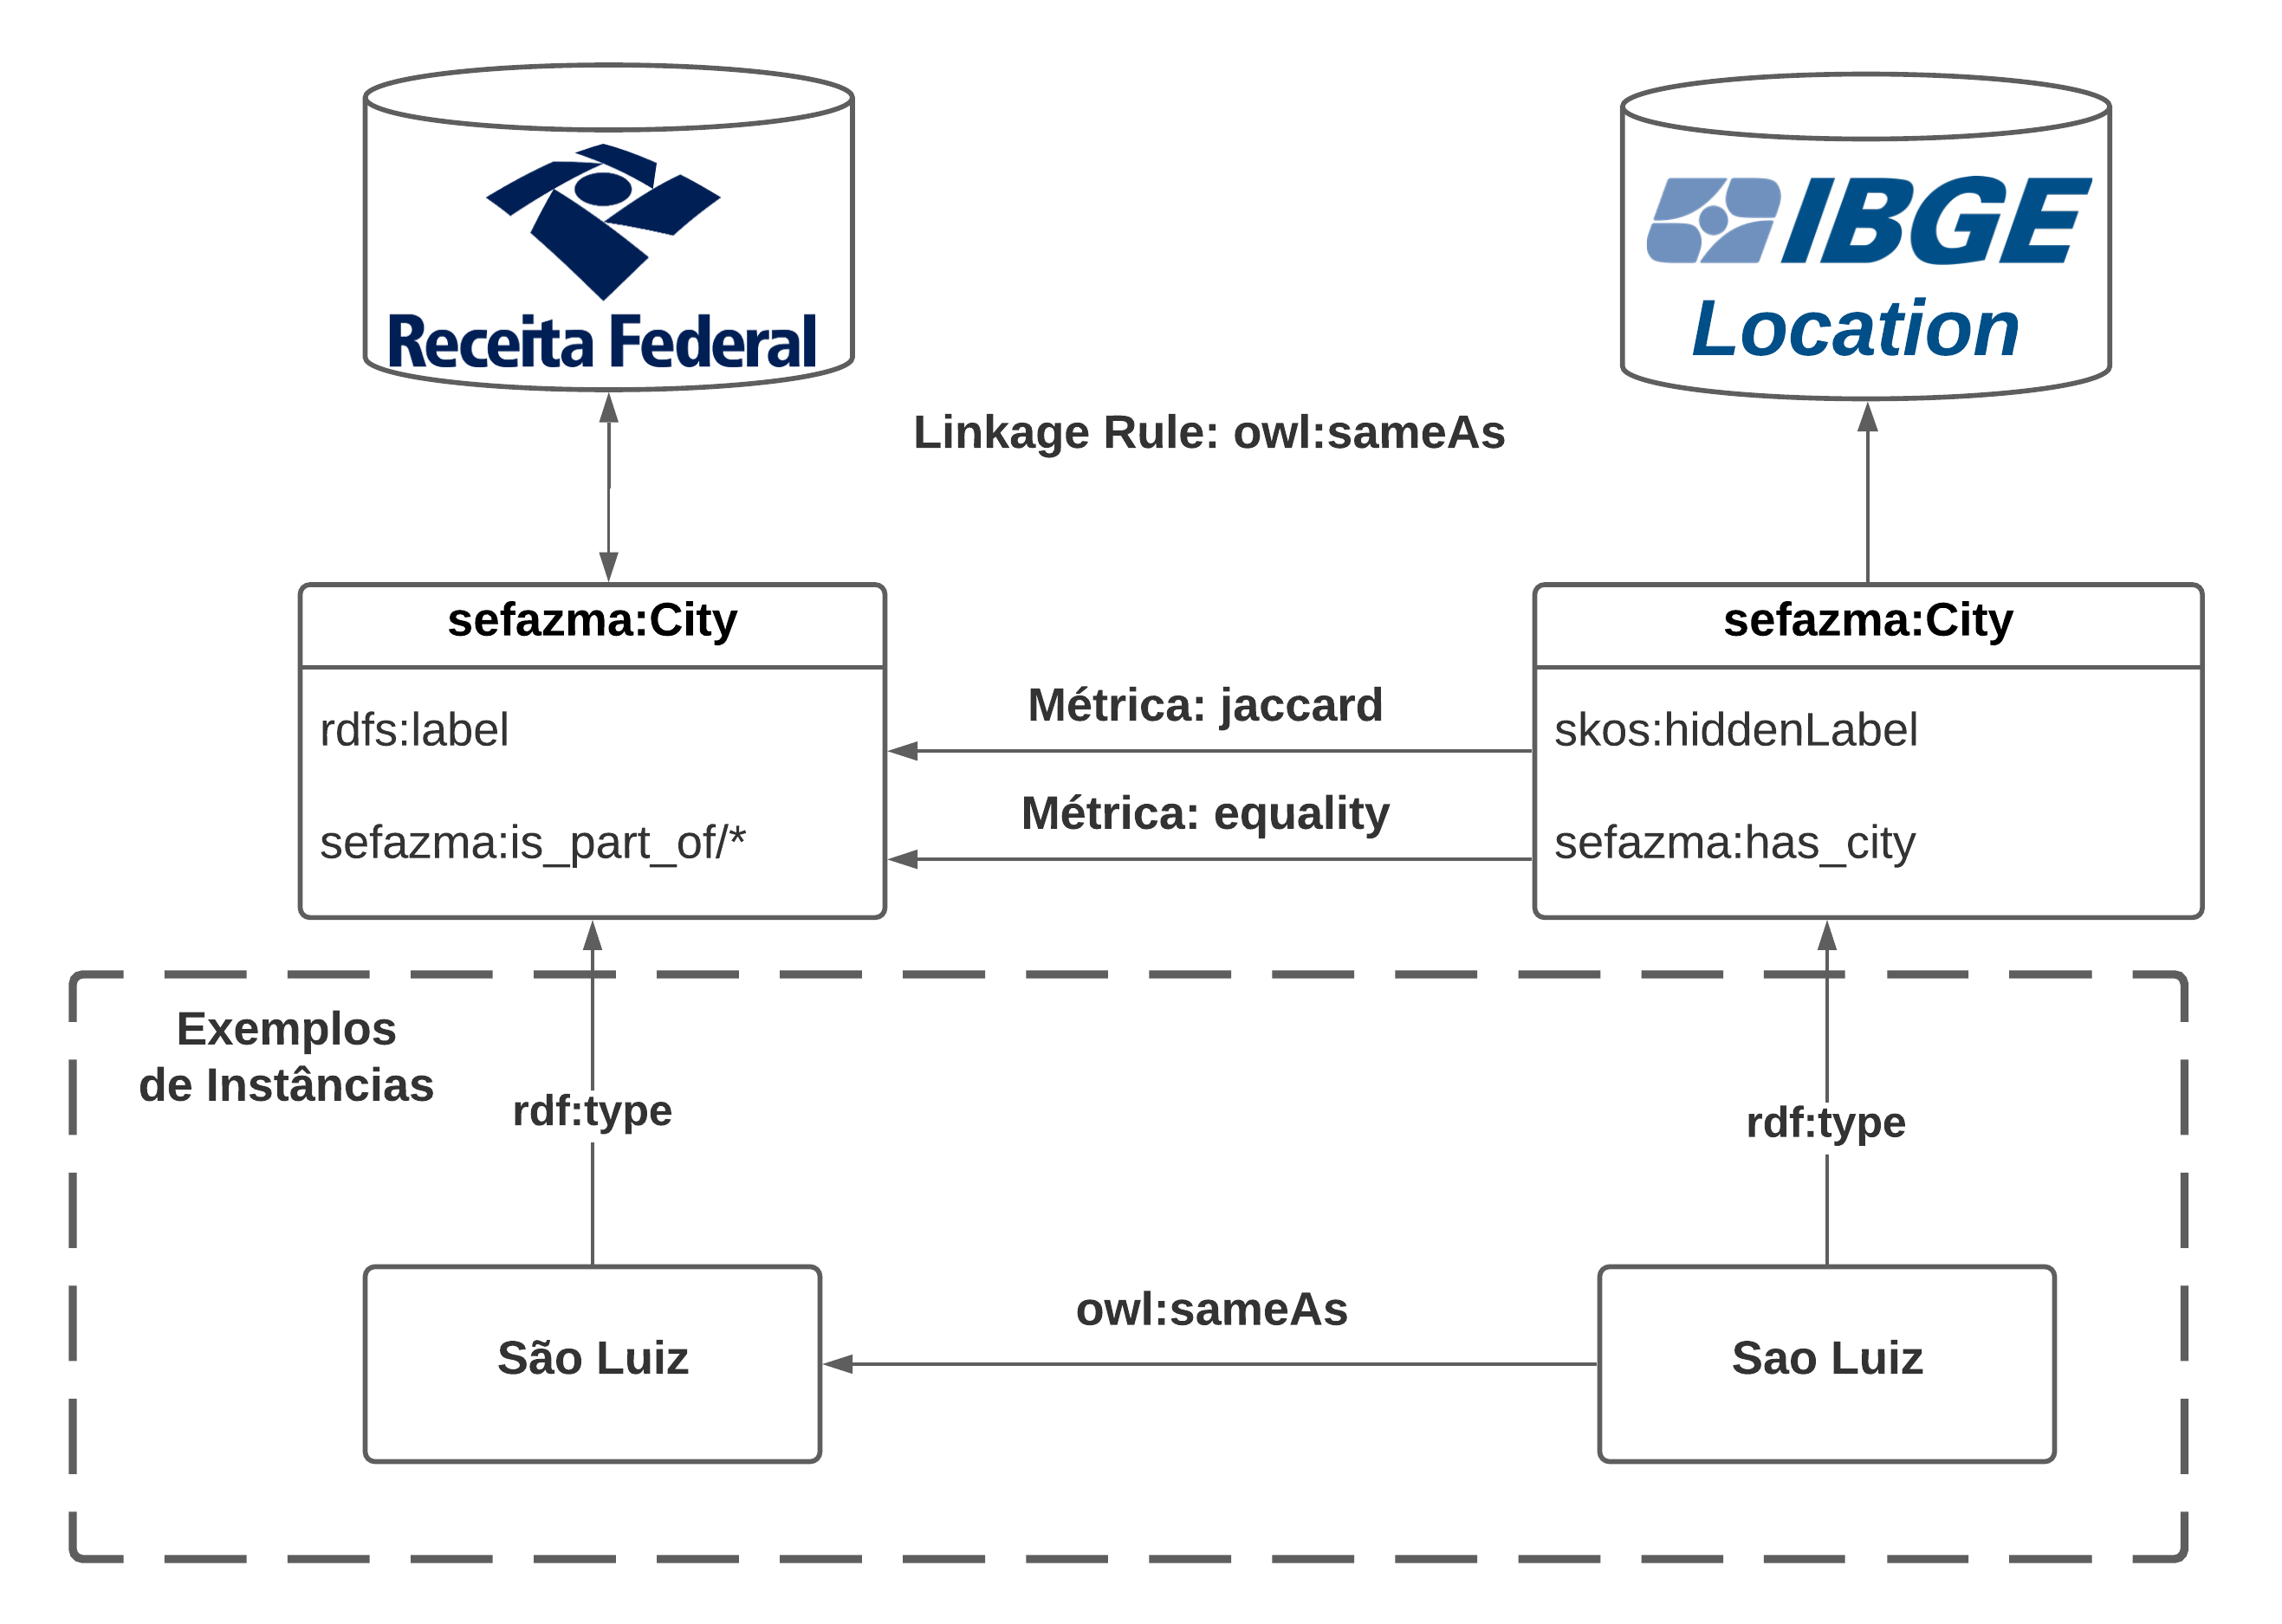 Receita Federal
IBGE
Location
Linkage Rule: owl:sameAs
sefazma:City
rdfs:label
sefazma:is_part_of/*
Métrica: jaccard
Métrica: equality
sefazma:City
skos:hiddenLabel
sefazma:has_city
Exemplos
de Instâncias
rdf:type
rdf:type
São Luiz
owl:sameAs
Sao Luiz